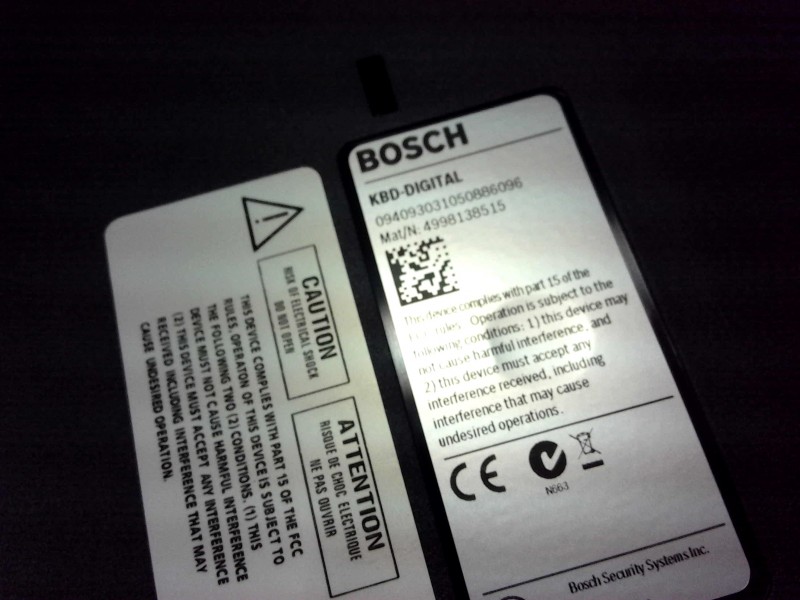 BOSCH
KBD-DIGITAL
094093031050886096
Mat/N: 4998138515
This device complies with part 15 of the
FCC rules. Operation is subject to the
following conditions: 1) this device may
not cause harmful interference, and
2) this device must accept any
interference received, including
interference that may cause
undesired operations.
CE
N663
Bosch Security Systems Inc.
CAUTION
RISK OF ELECTRICAL SHOCK
DO NOT OPEN
ATTENTION
RISQUE DE CHOC ELECTRIQUE
NE PAS OUVRIR
THIS DEVICE COMPLIES WITH PART 15 OF THE FCC
RULES, OPERATON OF THIS DEVICE IS SUBJECT TO
THE FOLLOWING TWO (2) CONDITIONS. (1) THIS
DEVICE MUST NOT CAUSE HARMFUL INTERFERENCE
(2) THIS DEVICE MUST ACCEPT ANY INTERFERENCE
RECEIVED INCLUDING INTERFERENCE THAT MAY
CAUSE UNDESIRED OPERATION.